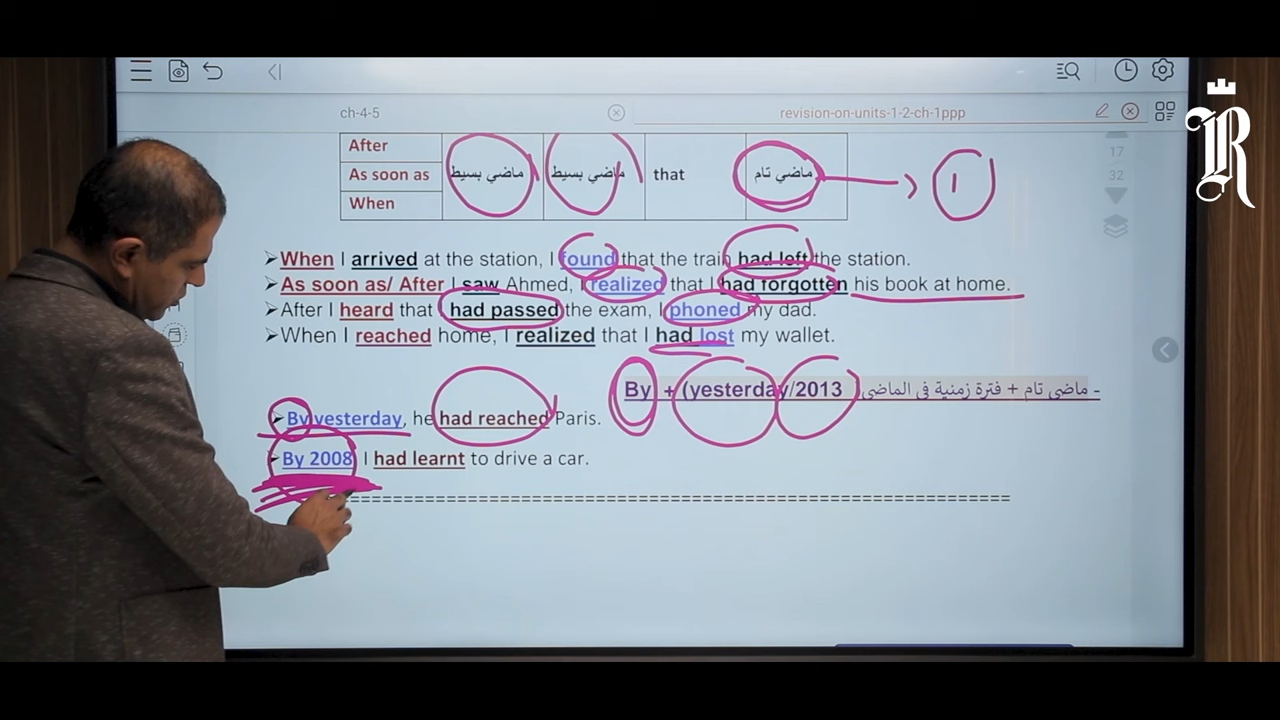 ch-4-5
revision-on-units-1-2-ch-1ppp
17
32
After
As soon as
When
ماضي بسيط
ماضي بسيط
that
ماضي تام
1
R
➢When I arrived at the station, I found that the train had left the station.
➢As soon as/ After I saw Ahmed, I realized that I had forgotten his book at home.
➢After I heard that I had passed the exam, I phoned my dad.
➢When I reached home, I realized that I had lost my wallet.
- ماضي تام + فترة زمنية في الماضي By + (yesterday/2013
➢By yesterday, he had reached Paris.
➢By 2008 I had learnt to drive a car.